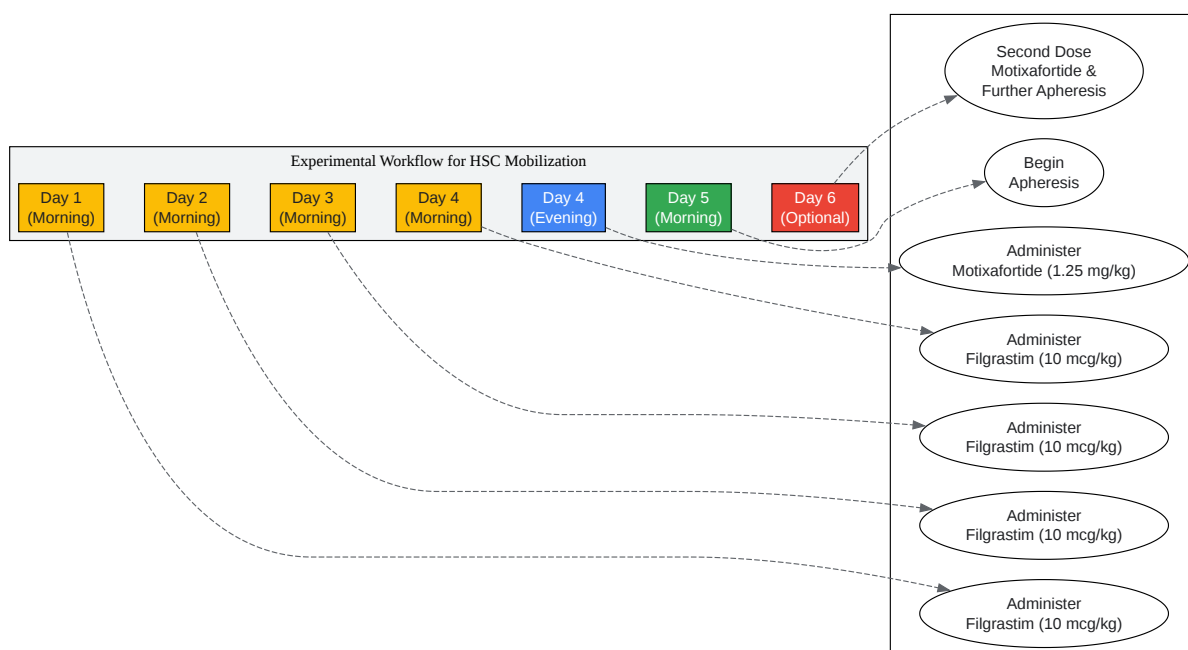 Experimental Workflow for HSC Mobilization
Day 1
(Morning)
Day 2
(Morning)
Day 3
(Morning)
Day 4
(Morning)
Day 4
(Evening)
Day 5
(Morning)
Day 6
(Optional)
Second Dose
Motixafortide &
Further Apheresis
Begin
Apheresis
Administer
Motixafortide (1.25 mg/kg)
Administer
Filgrastim (10 mcg/kg)
Administer
Filgrastim (10 mcg/kg)
Administer
Filgrastim (10 mcg/kg)
Administer
Filgrastim (10 mcg/kg)